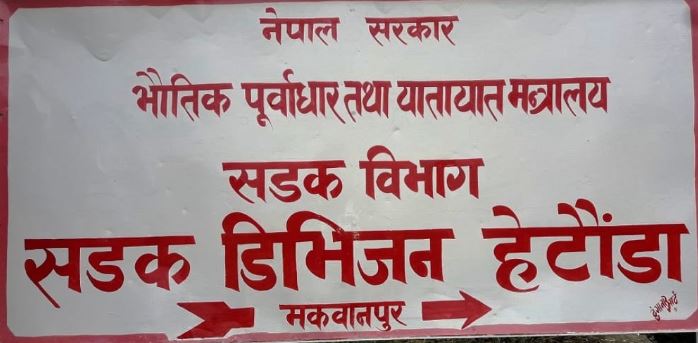 नेपाल सरकार
भौतिक पूर्वाधार तथा यातायात मन्त्रालय
सडक विभाग
सडक डिभिजन हेटौंडा
मकवानपुर